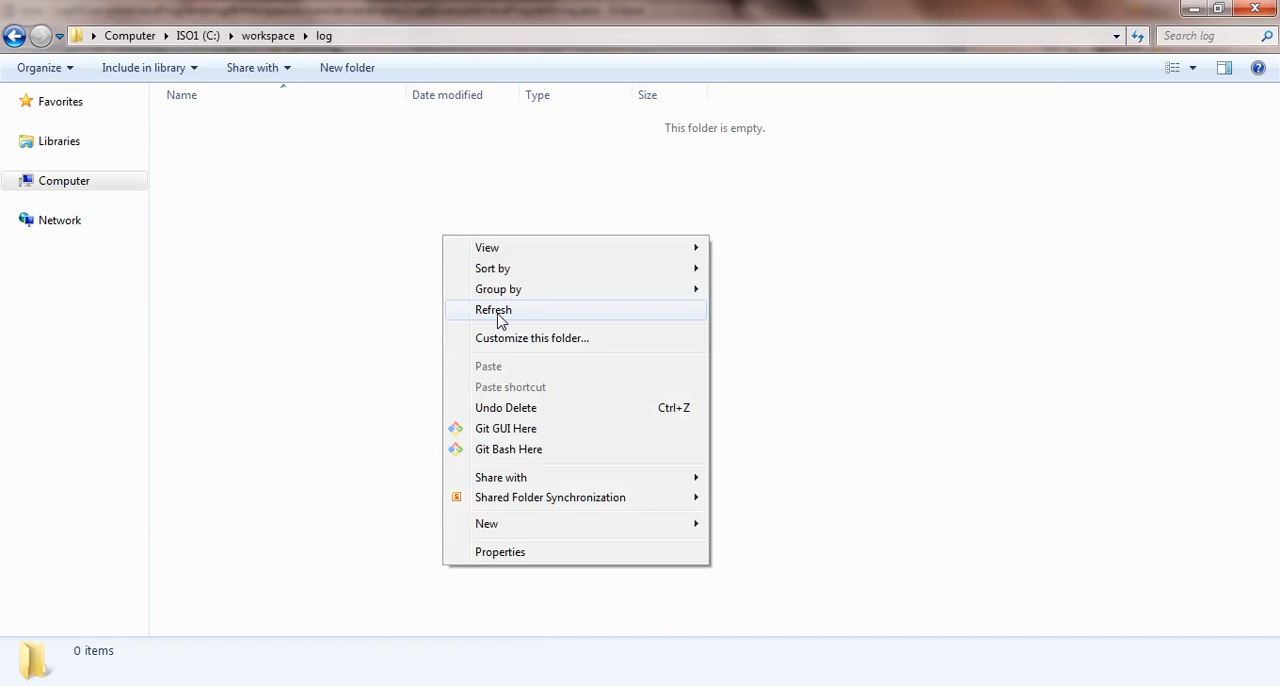 Computer ISO1 (C:) workspace log
Search log
Organize Include in library Share with New folder
Favorites
Libraries
Computer
Network
Name Date modified Type Size
This folder is empty.
View
Sort by
Group by
Refresh
Customize this folder...
Paste
Paste shortcut
Undo Delete Ctrl+Z
Git GUI Here
Git Bash Here
Share with
Shared Folder Synchronization
New
Properties
0 items